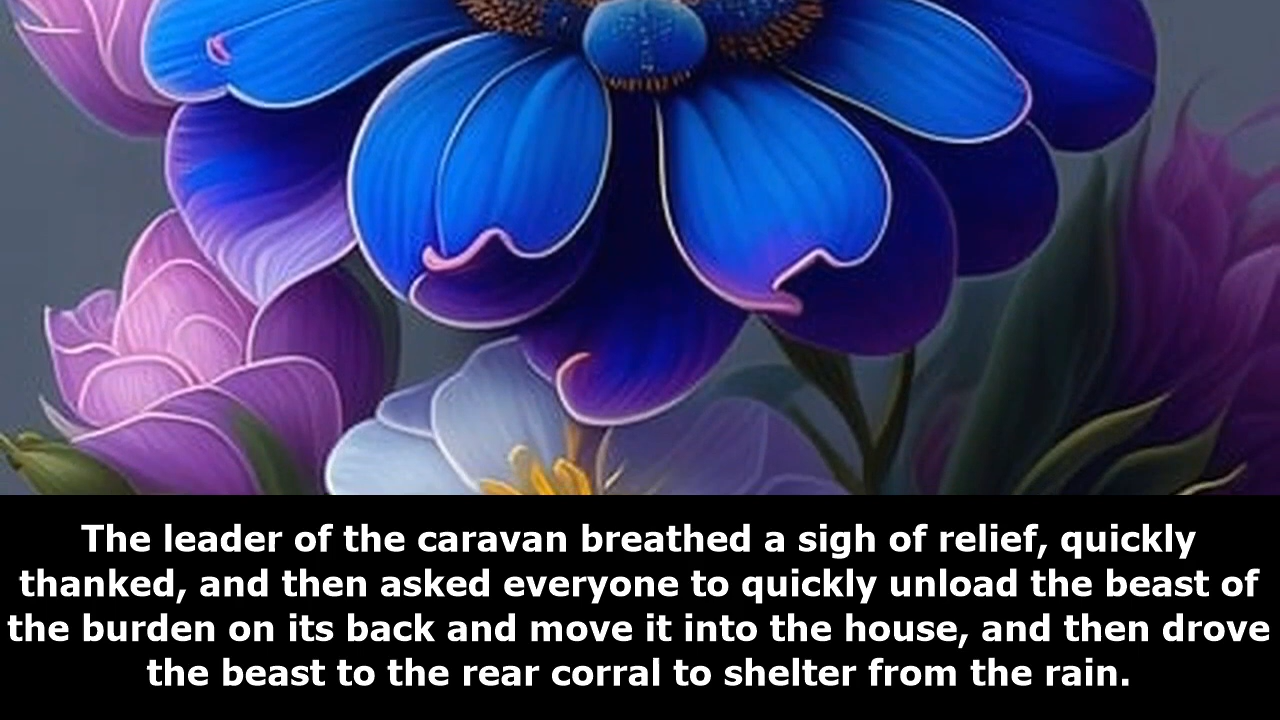 The leader of the caravan breathed a sigh of relief, quickly
thanked, and then asked everyone to quickly unload the beast of
the burden on its back and move it into the house, and then drove
the beast to the rear corral to shelter from the rain.